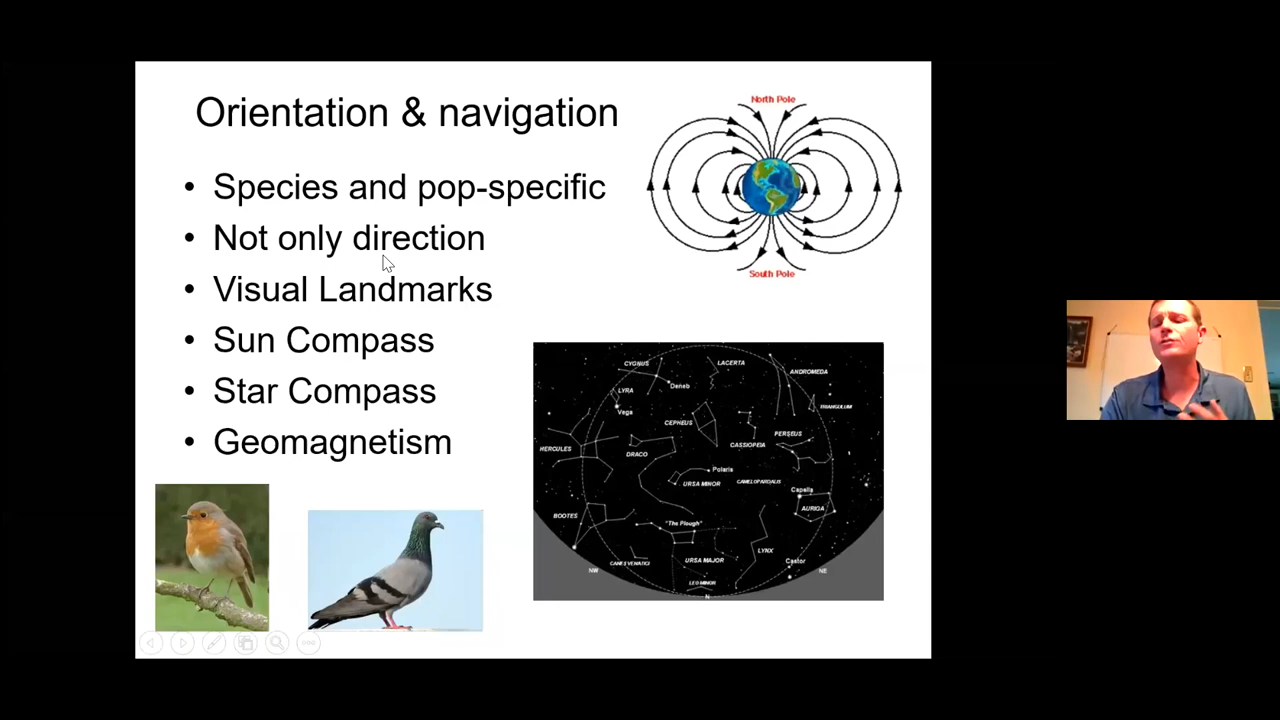 Orientation & navigation
• Species and pop-specific
• Not only direction
• Visual Landmarks
• Sun Compass
• Star Compass
• Geomagnetism
North Pole
South Pole
CYGNUS
LACERTA
Deneb
ANDROMEDA
LYRA
Vega
TRIANGULUM
CEPHEUS
PERSEUS
HERCULES
CASSIOPEIA
DRACO
Polaris
URSA MINOR
CAMELOPARDALIS
Capella
AURIGA
BOOTES
"The Plough"
LYNX
CANES VENATICI
URSA MAJOR
Castor
NW
NE
LEO MINOR
N